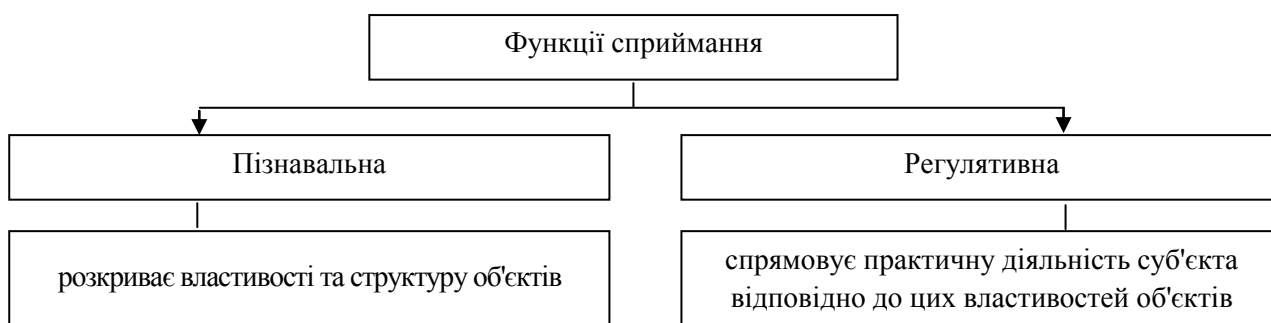 Функції сприймання
Пізнавальна
Регулятивна
розкриває властивості та структуру об'єктів
спрямовує практичну діяльність суб'єкта
відповідно до цих властивостей об'єктів